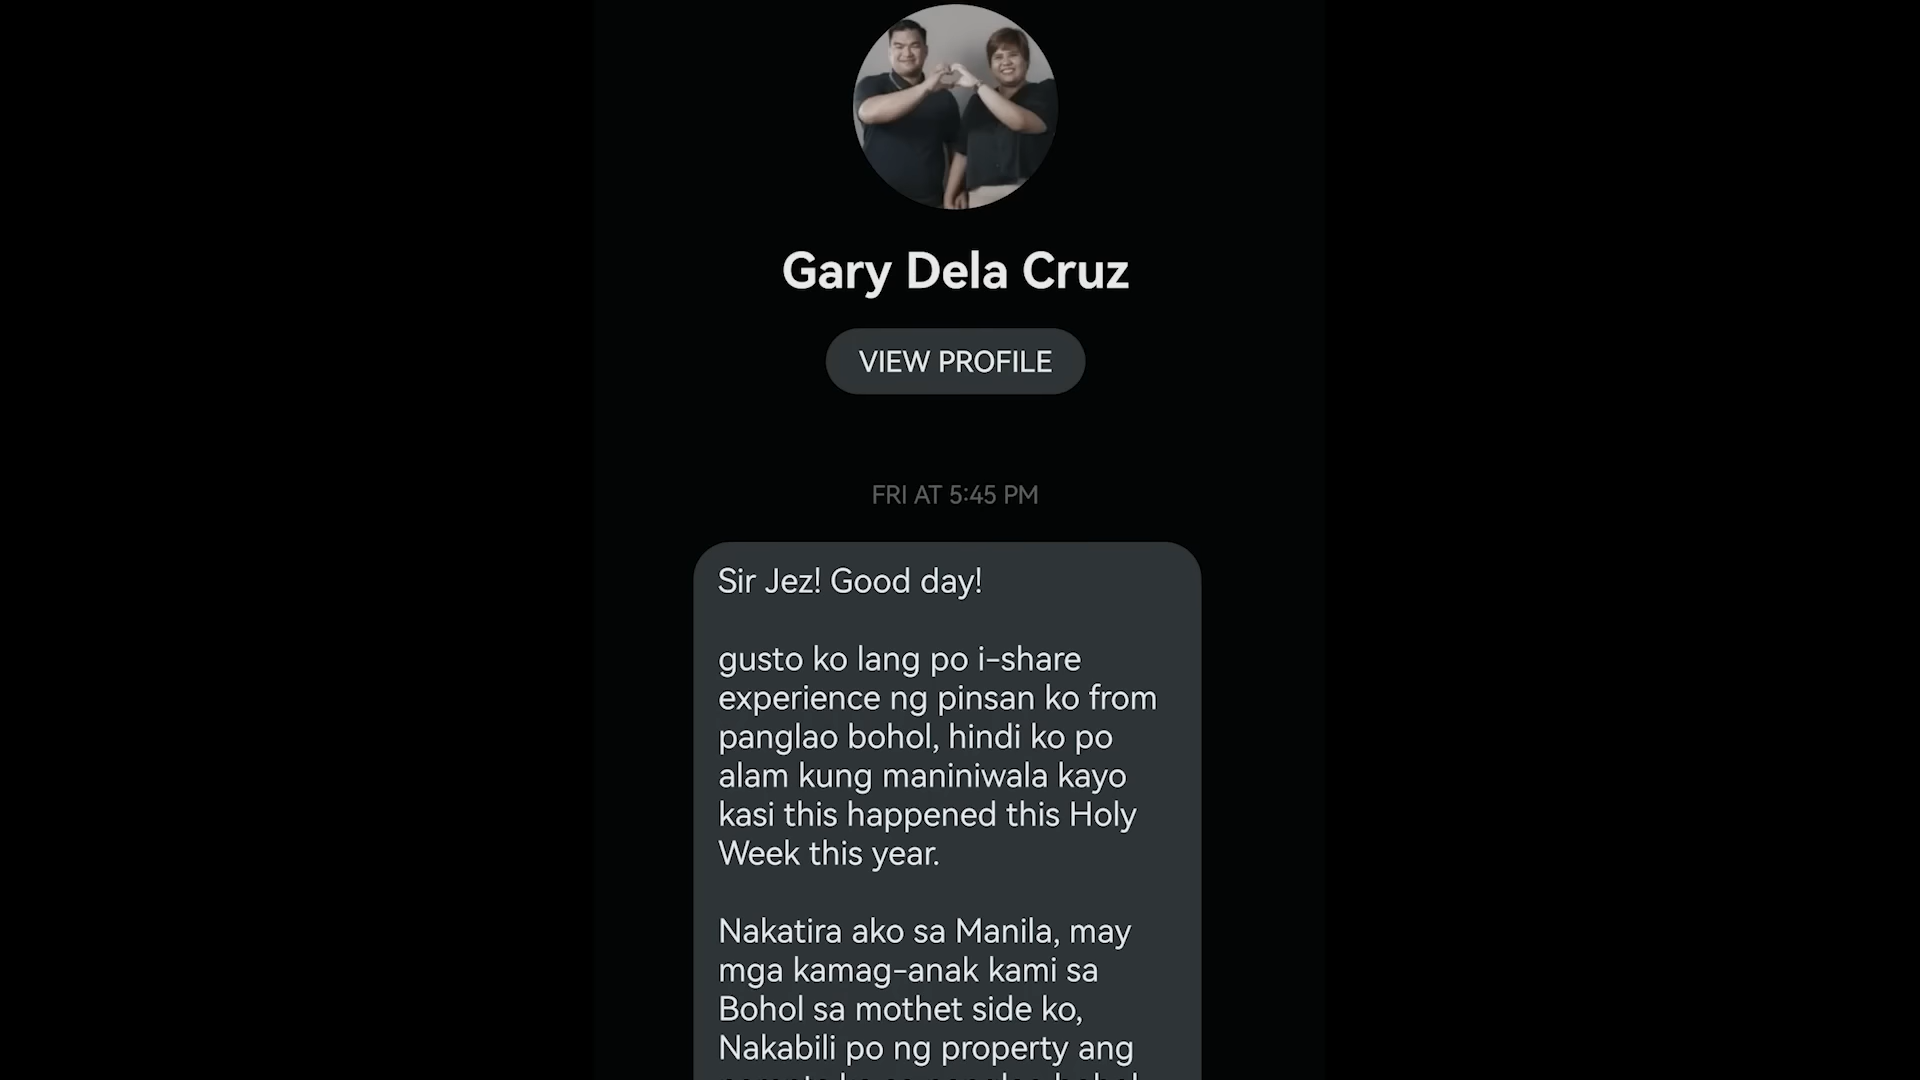 Gary Dela Cruz
VIEW PROFILE
FRI AT 5:45 PM
Sir Jez! Good day!
gusto ko lang po i-share
experience ng pinsan ko from
panglao bohol, hindi ko po
alam kung maniniwala kayo
kasi this happened this Holy
Week this year.
Nakatira ako sa Manila, may
mga kamag-anak kami sa
Bohol sa mothet side ko,
Nakabili po ng property ang